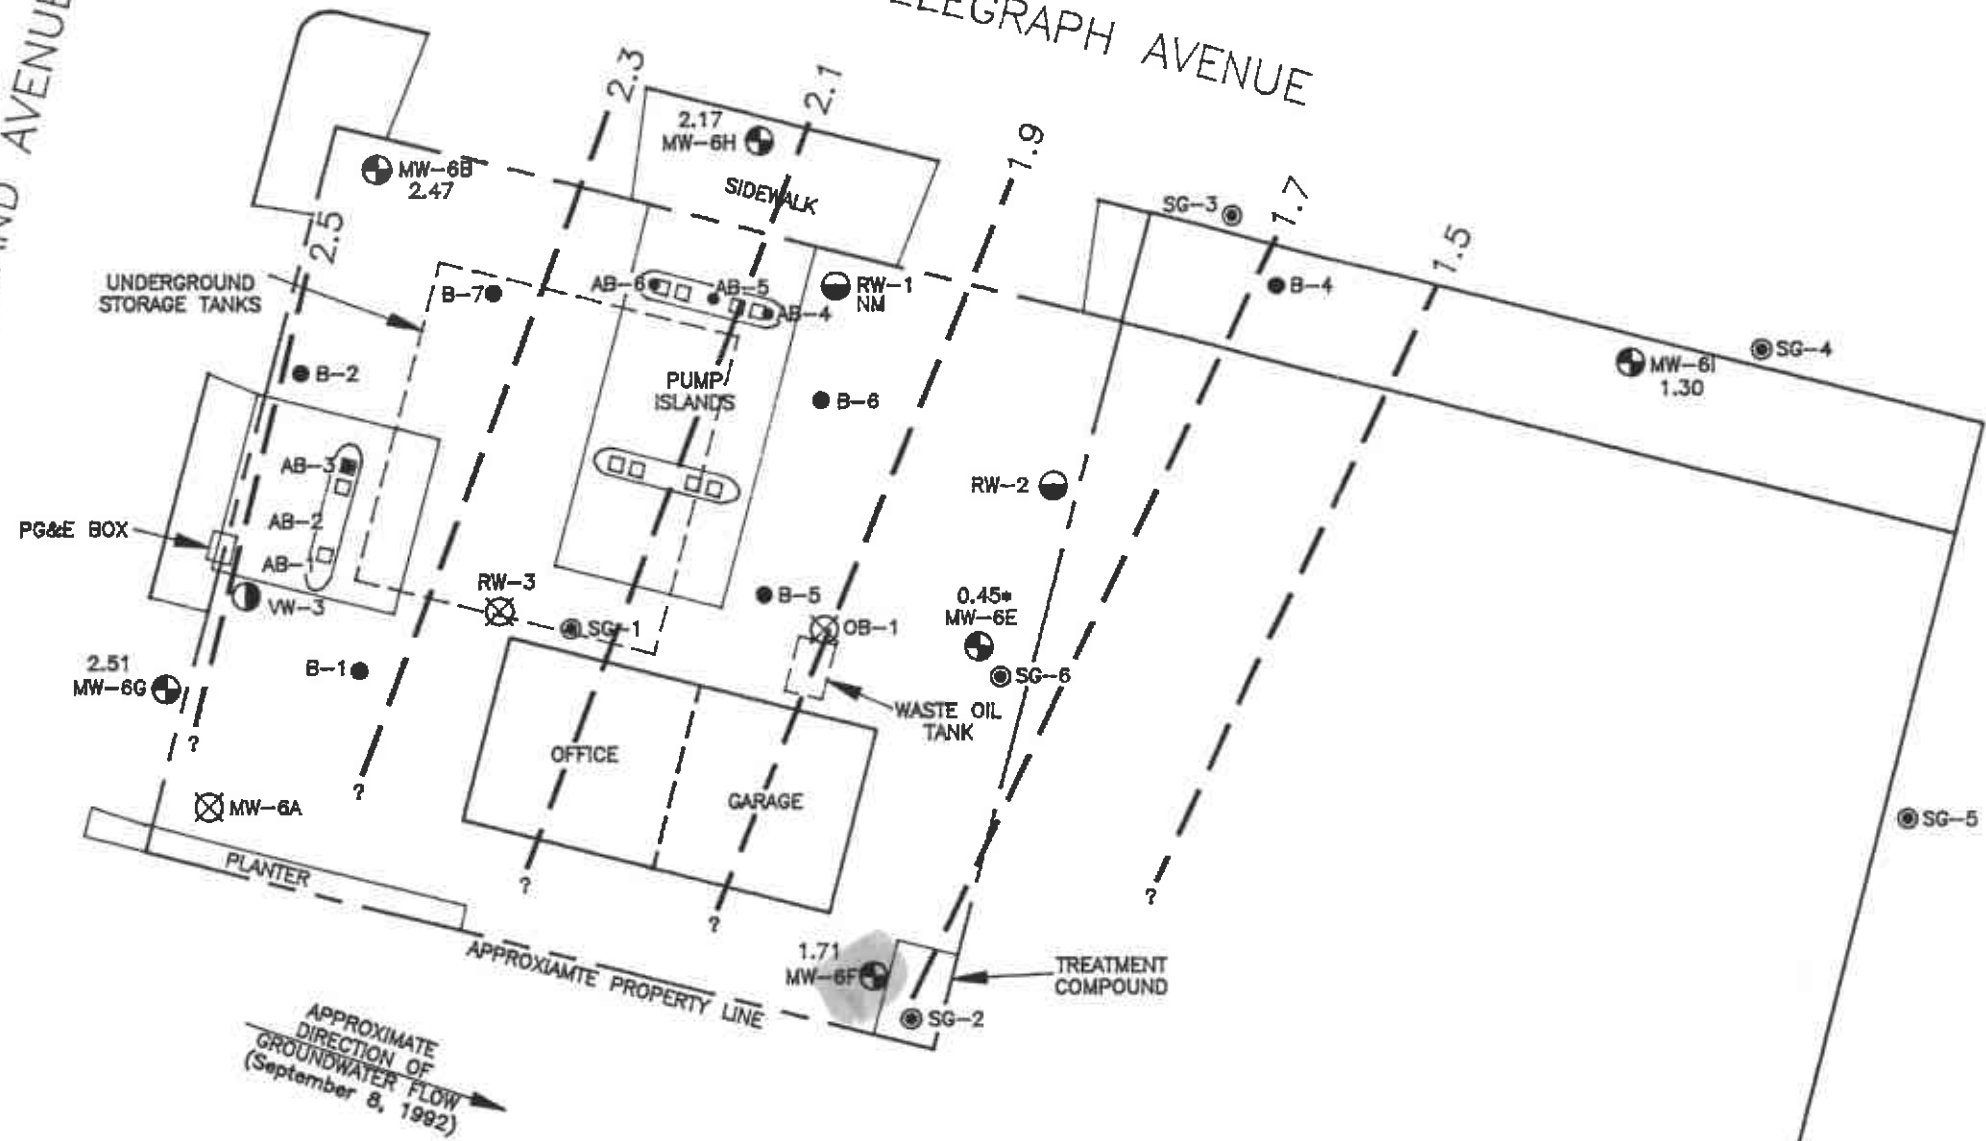 AVENUE
TELEGRAPH AVENUE
2.3
2.1
1.9
1.7
1.5
2.5
2.17
MW-6H
MW-6B
2.47
SIDEWALK
SG-3
UNDERGROUND
STORAGE TANKS
B-7
AB-6
AB-5
AB-4
RW-1
NM
B-4
SG-4
MW-6I
1.30
B-2
PUMP
ISLANDS
B-6
AB-3
AB-2
AB-1
PG&E BOX
RW-2
VW-3
RW-3
SG-1
B-5
OB-1
0.45*
MW-6E
SG-6
2.51
MW-6G
B-1
WASTE OIL
TANK
?
OFFICE
GARAGE
?
MW-6A
SG-5
PLANTER
?
?
?
APPROXIAMTE PROPERTY LINE
1.71
MW-6F
SG-2
TREATMENT
COMPOUND
APPROXIMATE
DIRECTION OF
GROUNDWATER FLOW
(September 8, 1992)